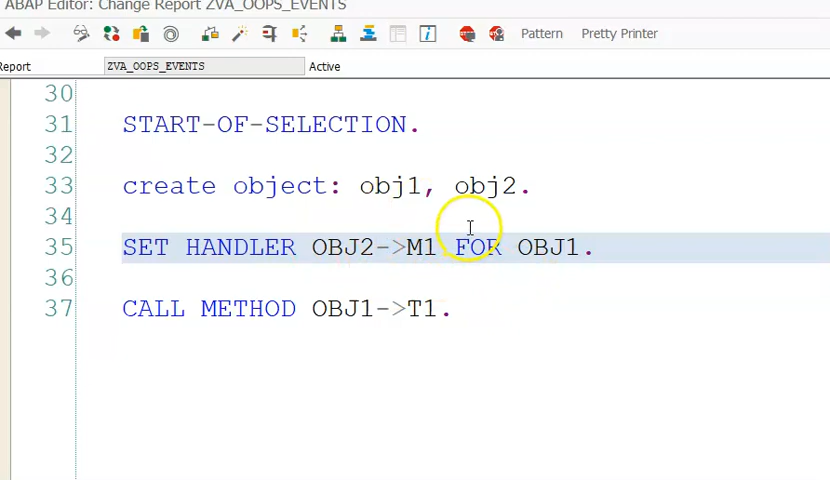 ABAP Editor: Change Report ZVA_OOPS_EVENTS
Pattern Pretty Printer
Report ZVA_OOPS_EVENTS Active
30
31 START-OF-SELECTION.
32
33 create object: obj1, obj2.
34
35 SET HANDLER OBJ2->M1 FOR OBJ1.
36
37 CALL METHOD OBJ1->T1.